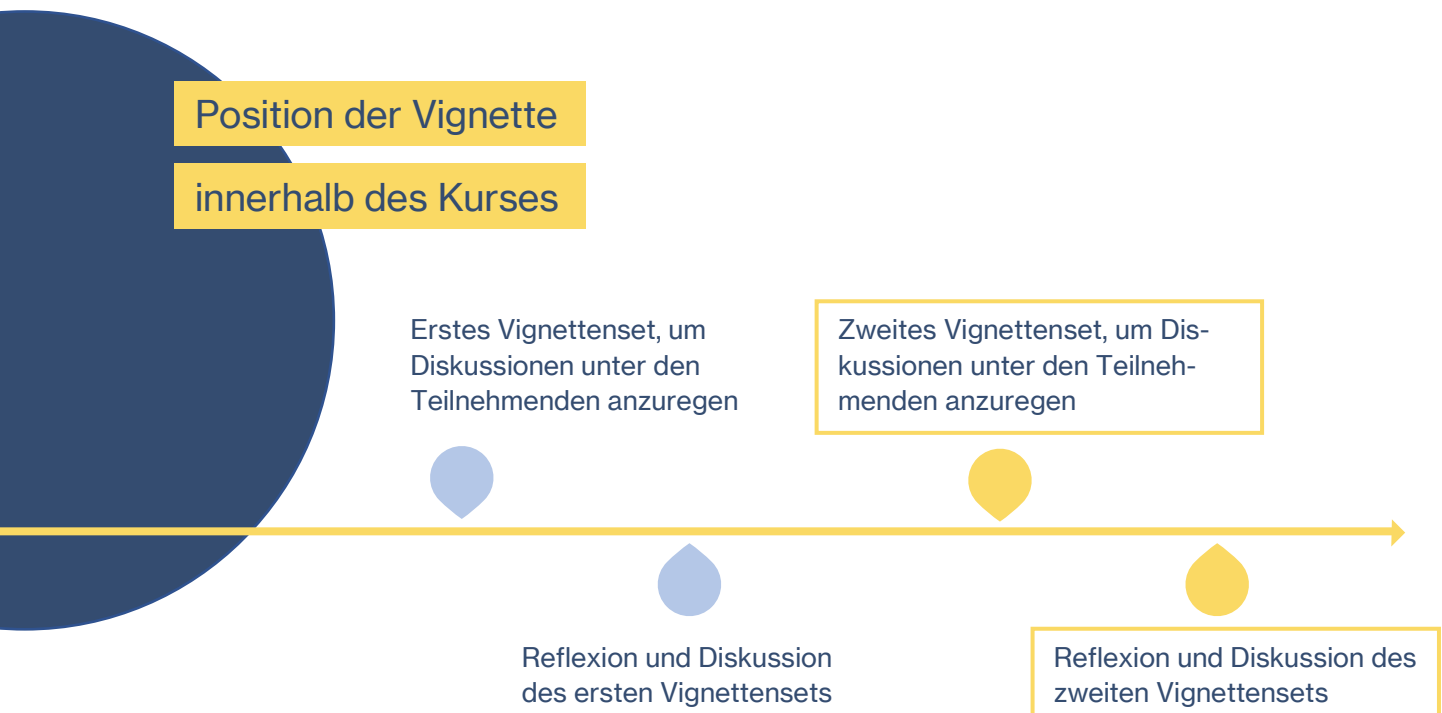 Position der Vignette
innerhalb des Kurses
Erstes Vignettenset, um
Diskussionen unter den
Teilnehmenden anzuregen
Zweites Vignettenset, um Dis-
kussionen unter den Teilneh-
menden anzuregen
Reflexion und Diskussion
des ersten Vignettensets
Reflexion und Diskussion des
zweiten Vignettensets